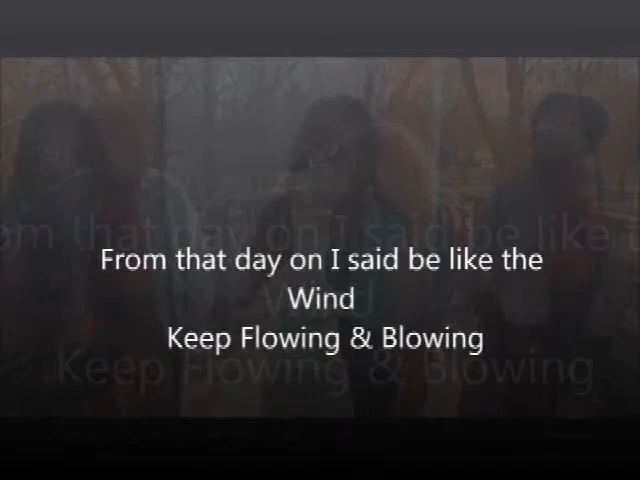 From that day on I said be like the
Wind
Keep Flowing & Blowing